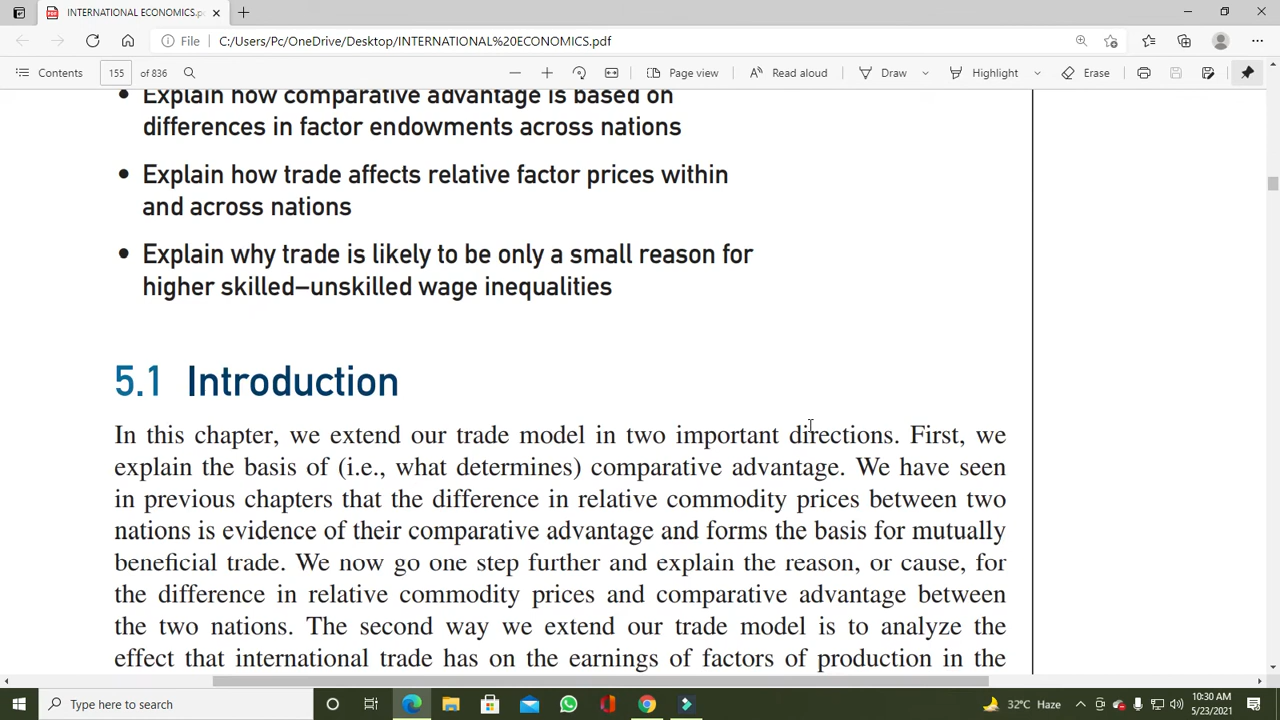 INTERNATIONAL ECONOMICS.p
File
C:/Users/Pc/OneDrive/Desktop/INTERNATIONAL%20ECONOMICS.pdf
Contents
155
of 836
Page view
Read aloud
Draw
Highlight
Erase
• Explain how comparative advantage is based on
differences in factor endowments across nations
• Explain how trade affects relative factor prices within
and across nations
• Explain why trade is likely to be only a small reason for
higher skilled–unskilled wage inequalities
5.1 Introduction
In this chapter, we extend our trade model in two important directions. First, we
explain the basis of (i.e., what determines) comparative advantage. We have seen
in previous chapters that the difference in relative commodity prices between two
nations is evidence of their comparative advantage and forms the basis for mutually
beneficial trade. We now go one step further and explain the reason, or cause, for
the difference in relative commodity prices and comparative advantage between
the two nations. The second way we extend our trade model is to analyze the
effect that international trade has on the earnings of factors of production in the
Type here to search
32°C Haze
10:30 AM
5/23/2021